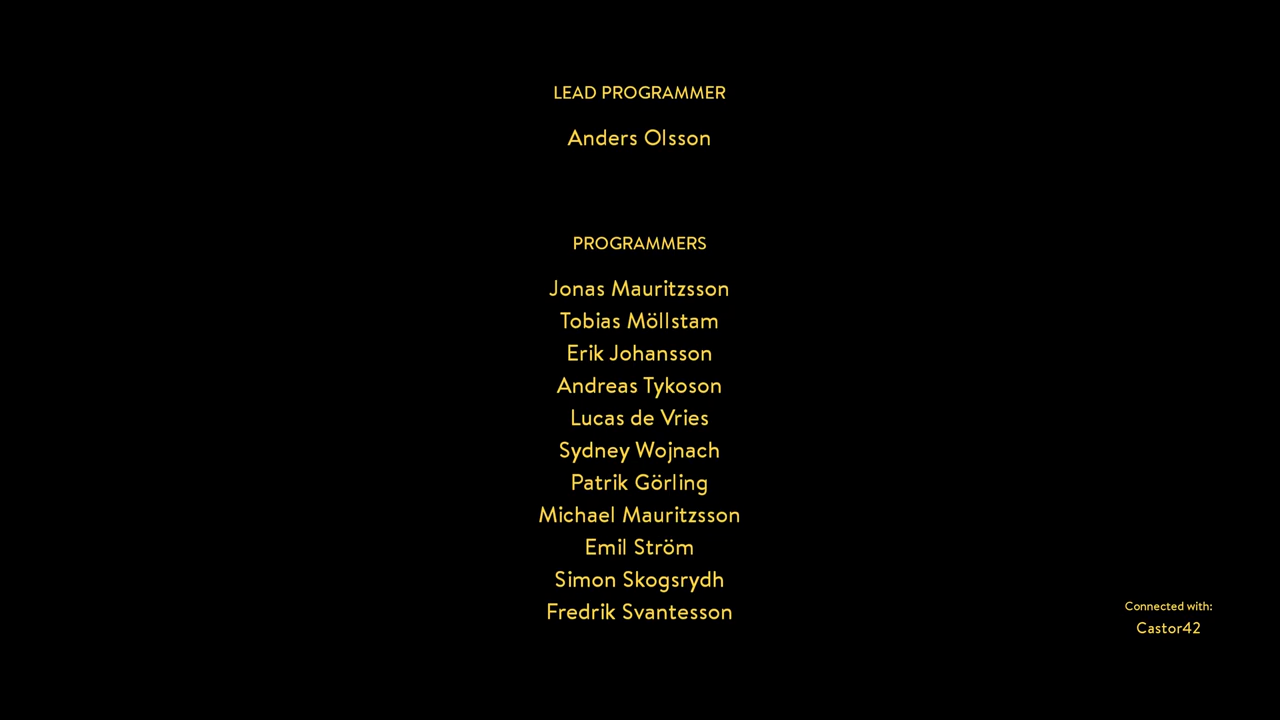 LEAD PROGRAMMER
Anders Olsson
PROGRAMMERS
Jonas Mauritzsson
Tobias Möllstam
Erik Johansson
Andreas Tykoson
Lucas de Vries
Sydney Wojnach
Patrik Görling
Michael Mauritzsson
Emil Ström
Simon Skogsrydh
Fredrik Svantesson
Connected with:
Castor42